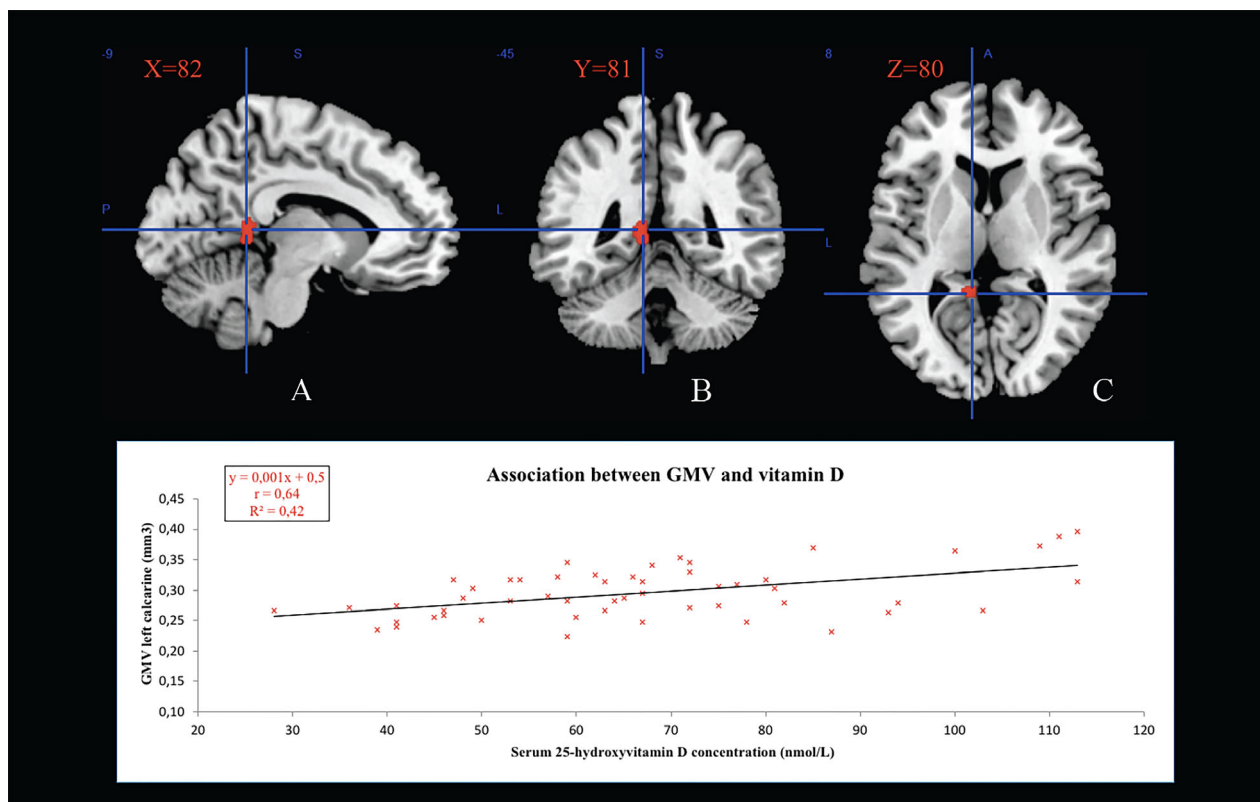 -9
S
X=82
P
A
-45
S
Y=81
L
B
8
A
Z=80
L
C
Association between GMV and vitamin D
y = 0,001x + 0,5
r = 0,64
R² = 0,42
GMV left calcarine (mm3)
0,45
0,40
0,35
0,30
0,25
0,20
0,15
0,10
20 30 40 50 60 70 80 90 100 110 120
Serum 25-hydroxyvitamin D concentration (nmol/L)